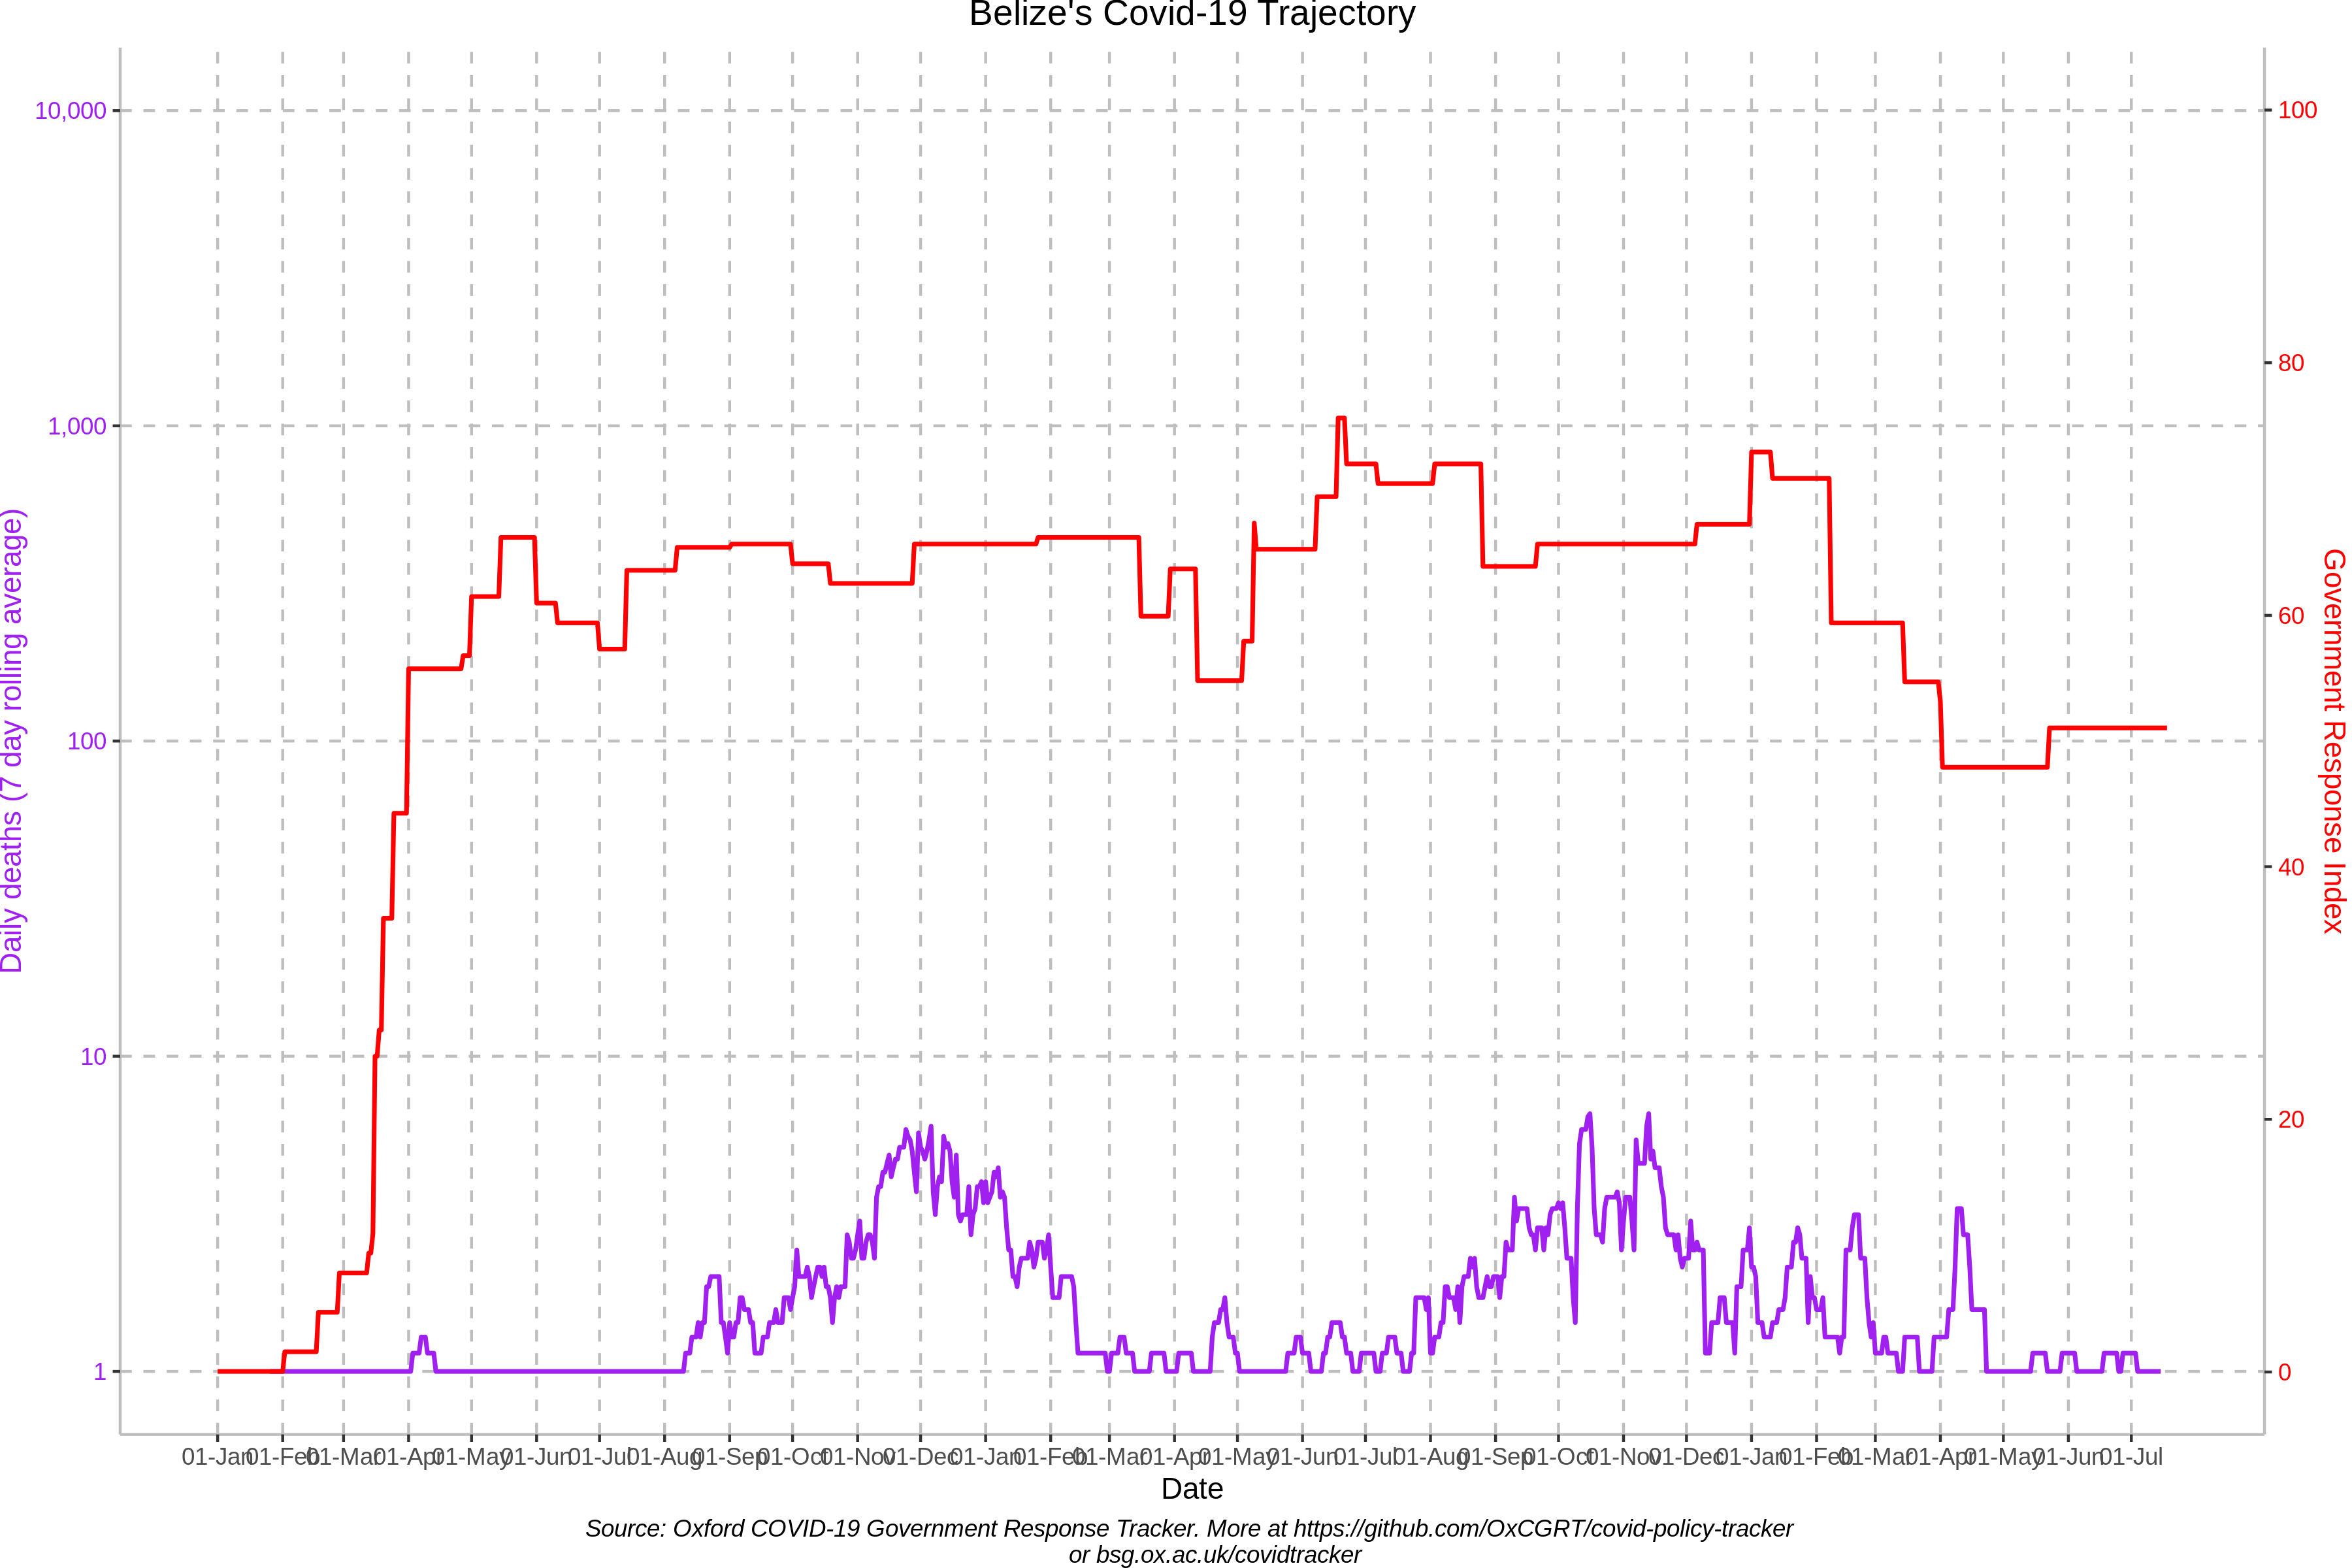 Belize's Covid-19 Trajectory
10,000
1,000
100
10
1
Daily deaths (7 day rolling average)
100
80
60
40
20
0
Government Response Index
01-Jan 01-Feb 01-Mar 01-Apr 01-May 01-Jun 01-Jul 01-Aug 01-Sep 01-Oct 01-Nov 01-Dec 01-Jan 01-Feb 01-Mar 01-Apr 01-May 01-Jun 01-Jul 01-Aug 01-Sep 01-Oct 01-Nov 01-Dec 01-Jan 01-Feb 01-Mar 01-Apr 01-May 01-Jun 01-Jul
Date
Source: Oxford COVID-19 Government Response Tracker. More at https://github.com/OxCGRT/covid-policy-tracker
or bsg.ox.ac.uk/covidtracker